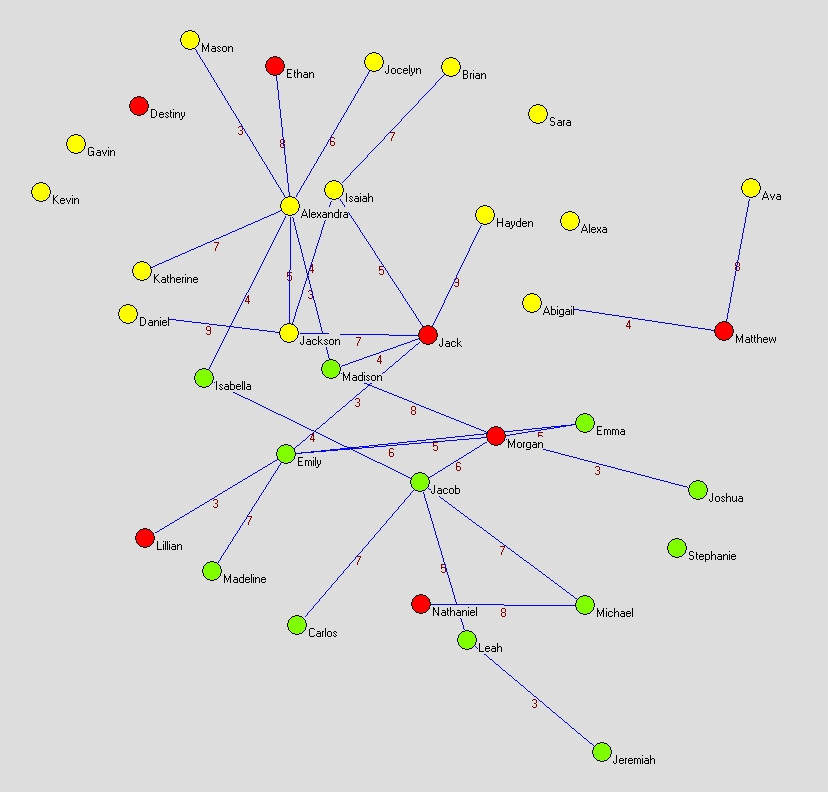 Mason
Ethan
Jocelyn
Brian
Destiny
Sara
3
8
6
7
Gavin
Kevin
Isaiah
Ava
Alexandra
Hayden
Alexa
7
5
4
5
8
Katherine
9
4
3
Abigail
Daniel
9
4
Jackson
7
Jack
Matthew
4
Isabella
Madison
3
8
4
5
5
Emma
Morgan
6
Emily
6
Jacob
Joshua
3
3
7
Lillian
7
Stephanie
Madeline
7
5
Nathaniel
8
Michael
Carlos
Leah
3
Jeremiah